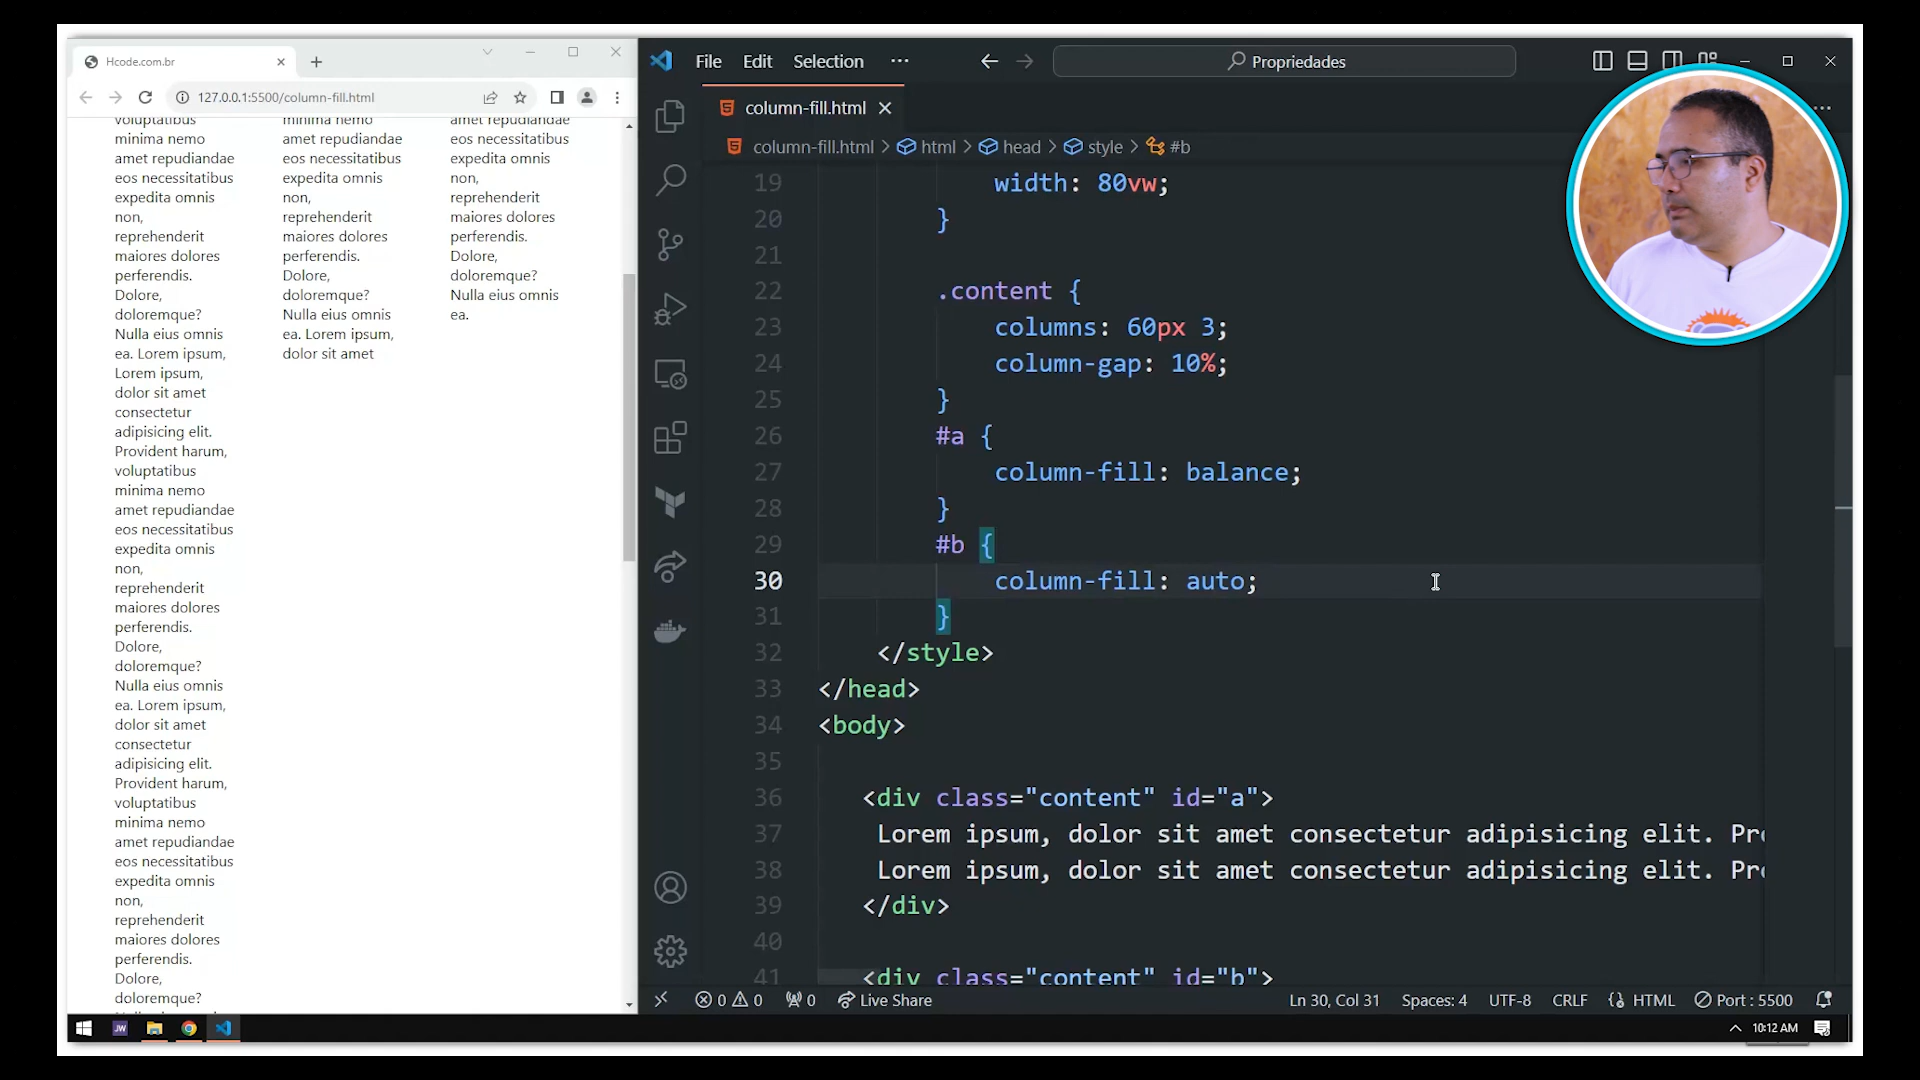 Hcode.com.br
127.0.0.1:5500/column-fill.html
voluptatibus
minima nemo
amet repudiandae
eos necessitatibus
expedita omnis
non,
reprehenderit
maiores dolores
perferendis.
Dolore,
doloremque?
Nulla eius omnis
ea. Lorem ipsum,
Lorem ipsum,
dolor sit amet
consectetur
adipisicing elit.
Provident harum,
voluptatibus
minima nemo
amet repudiandae
eos necessitatibus
expedita omnis
non,
reprehenderit
maiores dolores
perferendis.
Dolore,
doloremque?
Nulla eius omnis
ea. Lorem ipsum,
dolor sit amet
consectetur
adipisicing elit.
Provident harum,
voluptatibus
minima nemo
amet repudiandae
eos necessitatibus
expedita omnis
non,
reprehenderit
maiores dolores
perferendis.
Dolore,
doloremque?
minima nemo
amet repudiandae
eos necessitatibus
expedita omnis
non,
reprehenderit
maiores dolores
perferendis.
Dolore,
doloremque?
Nulla eius omnis
ea. Lorem ipsum,
dolor sit amet
amet repudiandae
eos necessitatibus
expedita omnis
non,
reprehenderit
maiores dolores
perferendis.
Dolore,
doloremque?
Nulla eius omnis
ea.
File Edit Selection ··· Propriedades
column-fill.html
column-fill.html > html > head > style > #b
19 width: 80vw;
20 }
21
22 .content {
23 columns: 60px 3;
24 column-gap: 10%;
25 }
26 #a {
27 column-fill: balance;
28 }
29 #b {
30 column-fill: auto;
31 }
32 </style>
33 </head>
34 <body>
35
36 <div class="content" id="a">
37 Lorem ipsum, dolor sit amet consectetur adipisicing elit. Pro
38 Lorem ipsum, dolor sit amet consectetur adipisicing elit. Pro
39 </div>
40
41 <div class="content" id="b">
0 0 0 Live Share Ln 30, Col 31 Spaces: 4 UTF-8 CRLF HTML Port : 5500
JW 10:12 AM